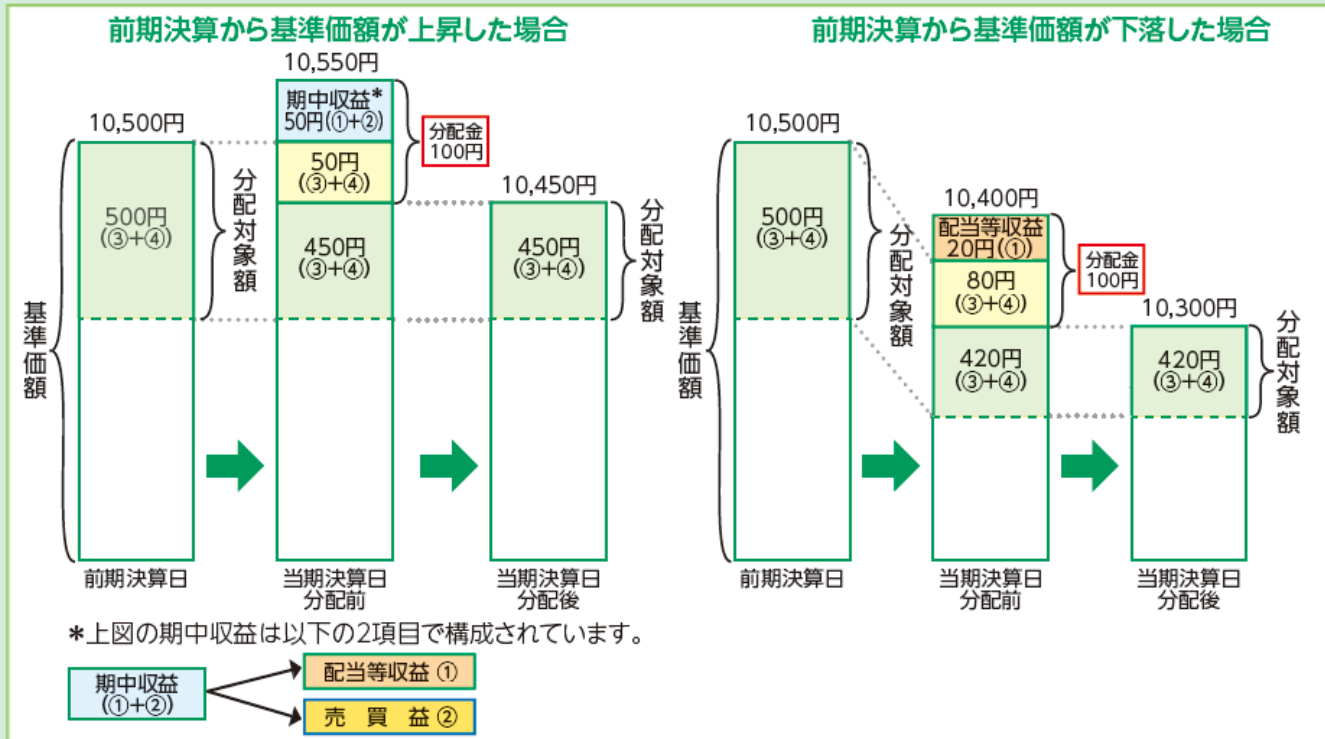 前期決算から基準価額が上昇した場合
10,500円
500円
(③+④)
分配対象額
基準価額
10,550円
期中収益*
50円(①+②)
50円
(③+④)
450円
(③+④)
分配金
100円
10,450円
450円
(③+④)
分配対象額
前期決算日
当期決算日
分配前
当期決算日
分配後
*上図の期中収益は以下の2項目で構成されています。
期中収益
(①+②)
配当等収益 ①
売 買 益 ②
前期決算から基準価額が下落した場合
10,500円
500円
(③+④)
分配対象額
基準価額
10,400円
配当等収益
20円(①)
80円
(③+④)
420円
(③+④)
分配金
100円
10,300円
420円
(③+④)
分配対象額
前期決算日
当期決算日
分配前
当期決算日
分配後